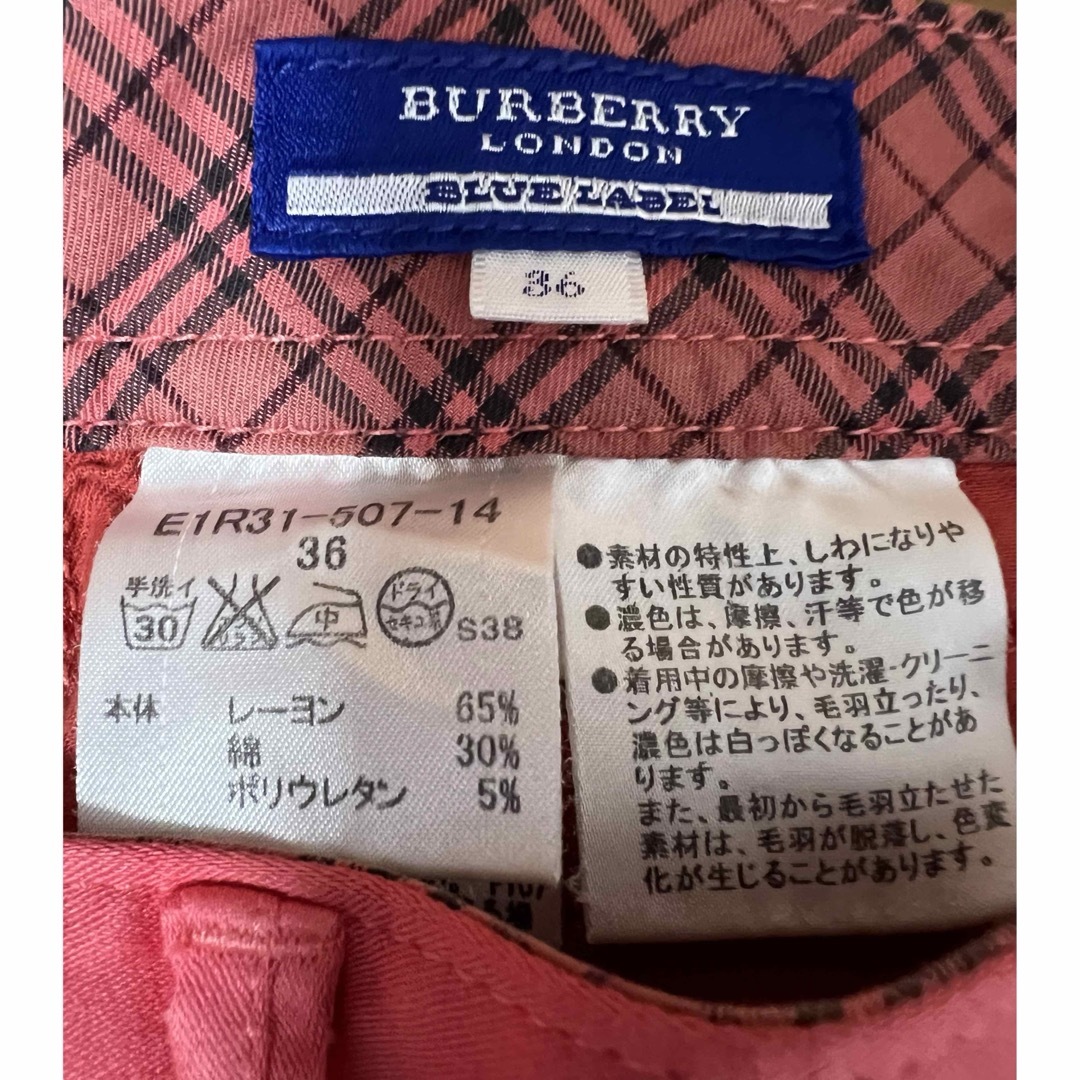 BURBERRY
LONDON
BLUE LABEL
36
E1R31-507-14
36
手洗イ
30
中
ドライ
セキユ系
S38
本体 レーヨン 65%
綿 30%
ポリウレタン 5%
●素材の特性上、しわになりや
すい性質があります。
●濃色は、摩擦、汗等で色が移
る場合があります。
●着用中の摩擦や洗濯・クリーニ
ング等により、毛羽立ったり、
濃色は白っぽくなることがあ
ります。
また、最初から毛羽立たせた
素材は、毛羽が脱落し、色変
化が生じることがあります。